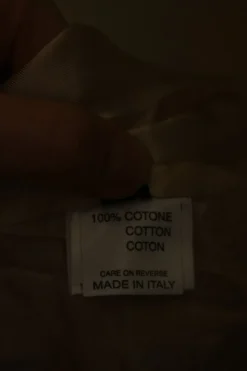 100% COTONE
COTTON
COTON
CARE ON REVERSE
MADE IN ITALY